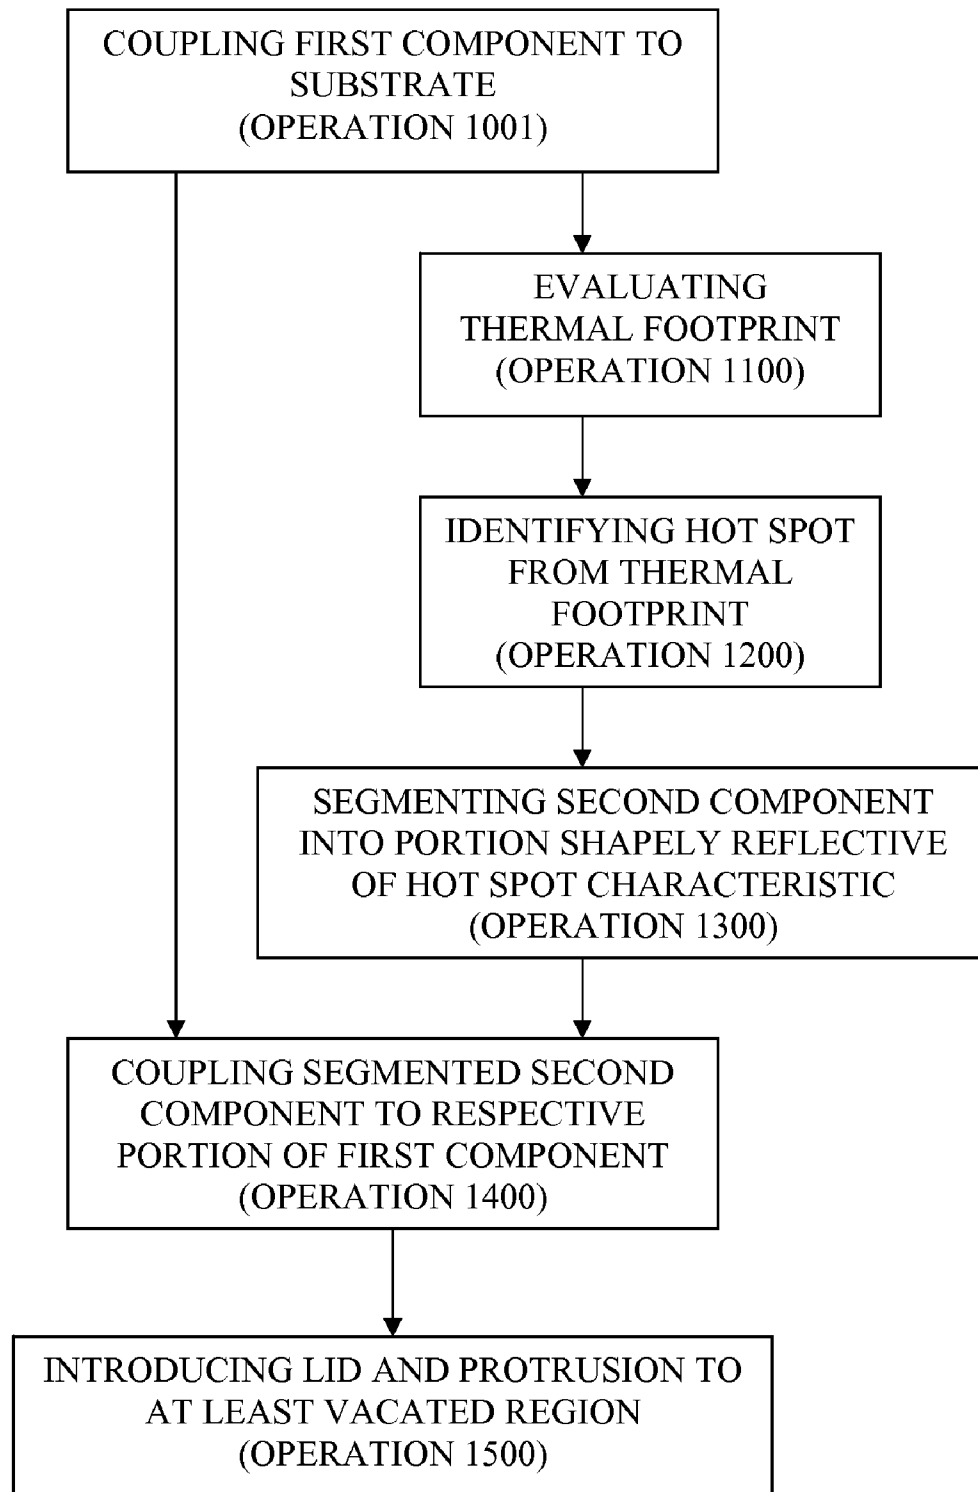 COUPLING FIRST COMPONENT TO
SUBSTRATE
(OPERATION 1001)
EVALUATING
THERMAL FOOTPRINT
(OPERATION 1100)
IDENTIFYING HOT SPOT
FROM THERMAL
FOOTPRINT
(OPERATION 1200)
SEGMENTING SECOND COMPONENT
INTO PORTION SHAPELY REFLECTIVE
OF HOT SPOT CHARACTERISTIC
(OPERATION 1300)
COUPLING SEGMENTED SECOND
COMPONENT TO RESPECTIVE
PORTION OF FIRST COMPONENT
(OPERATION 1400)
INTRODUCING LID AND PROTRUSION TO
AT LEAST VACATED REGION
(OPERATION 1500)